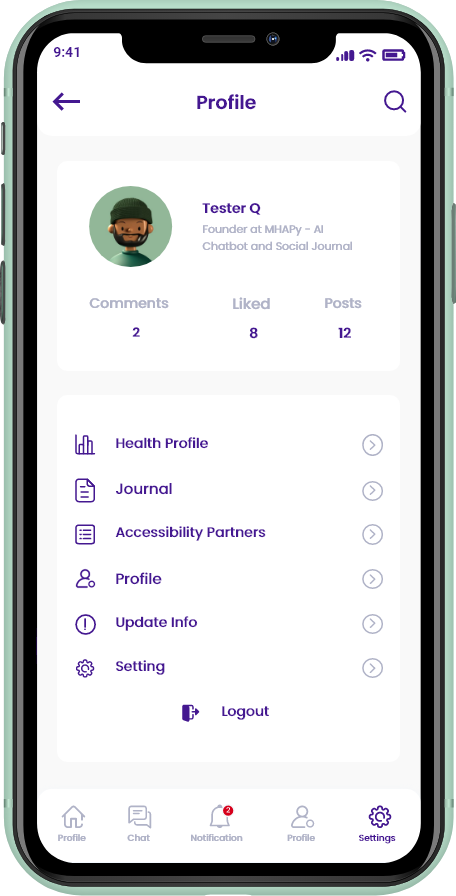 9:41
Profile
Tester Q
Founder at MHAPy - AI
Chatbot and Social Journal
Comments Liked Posts
2 8 12
Health Profile
Journal
Accessibility Partners
Profile
Update Info
Setting
Logout
2
Profile Chat Notification Profile Settings